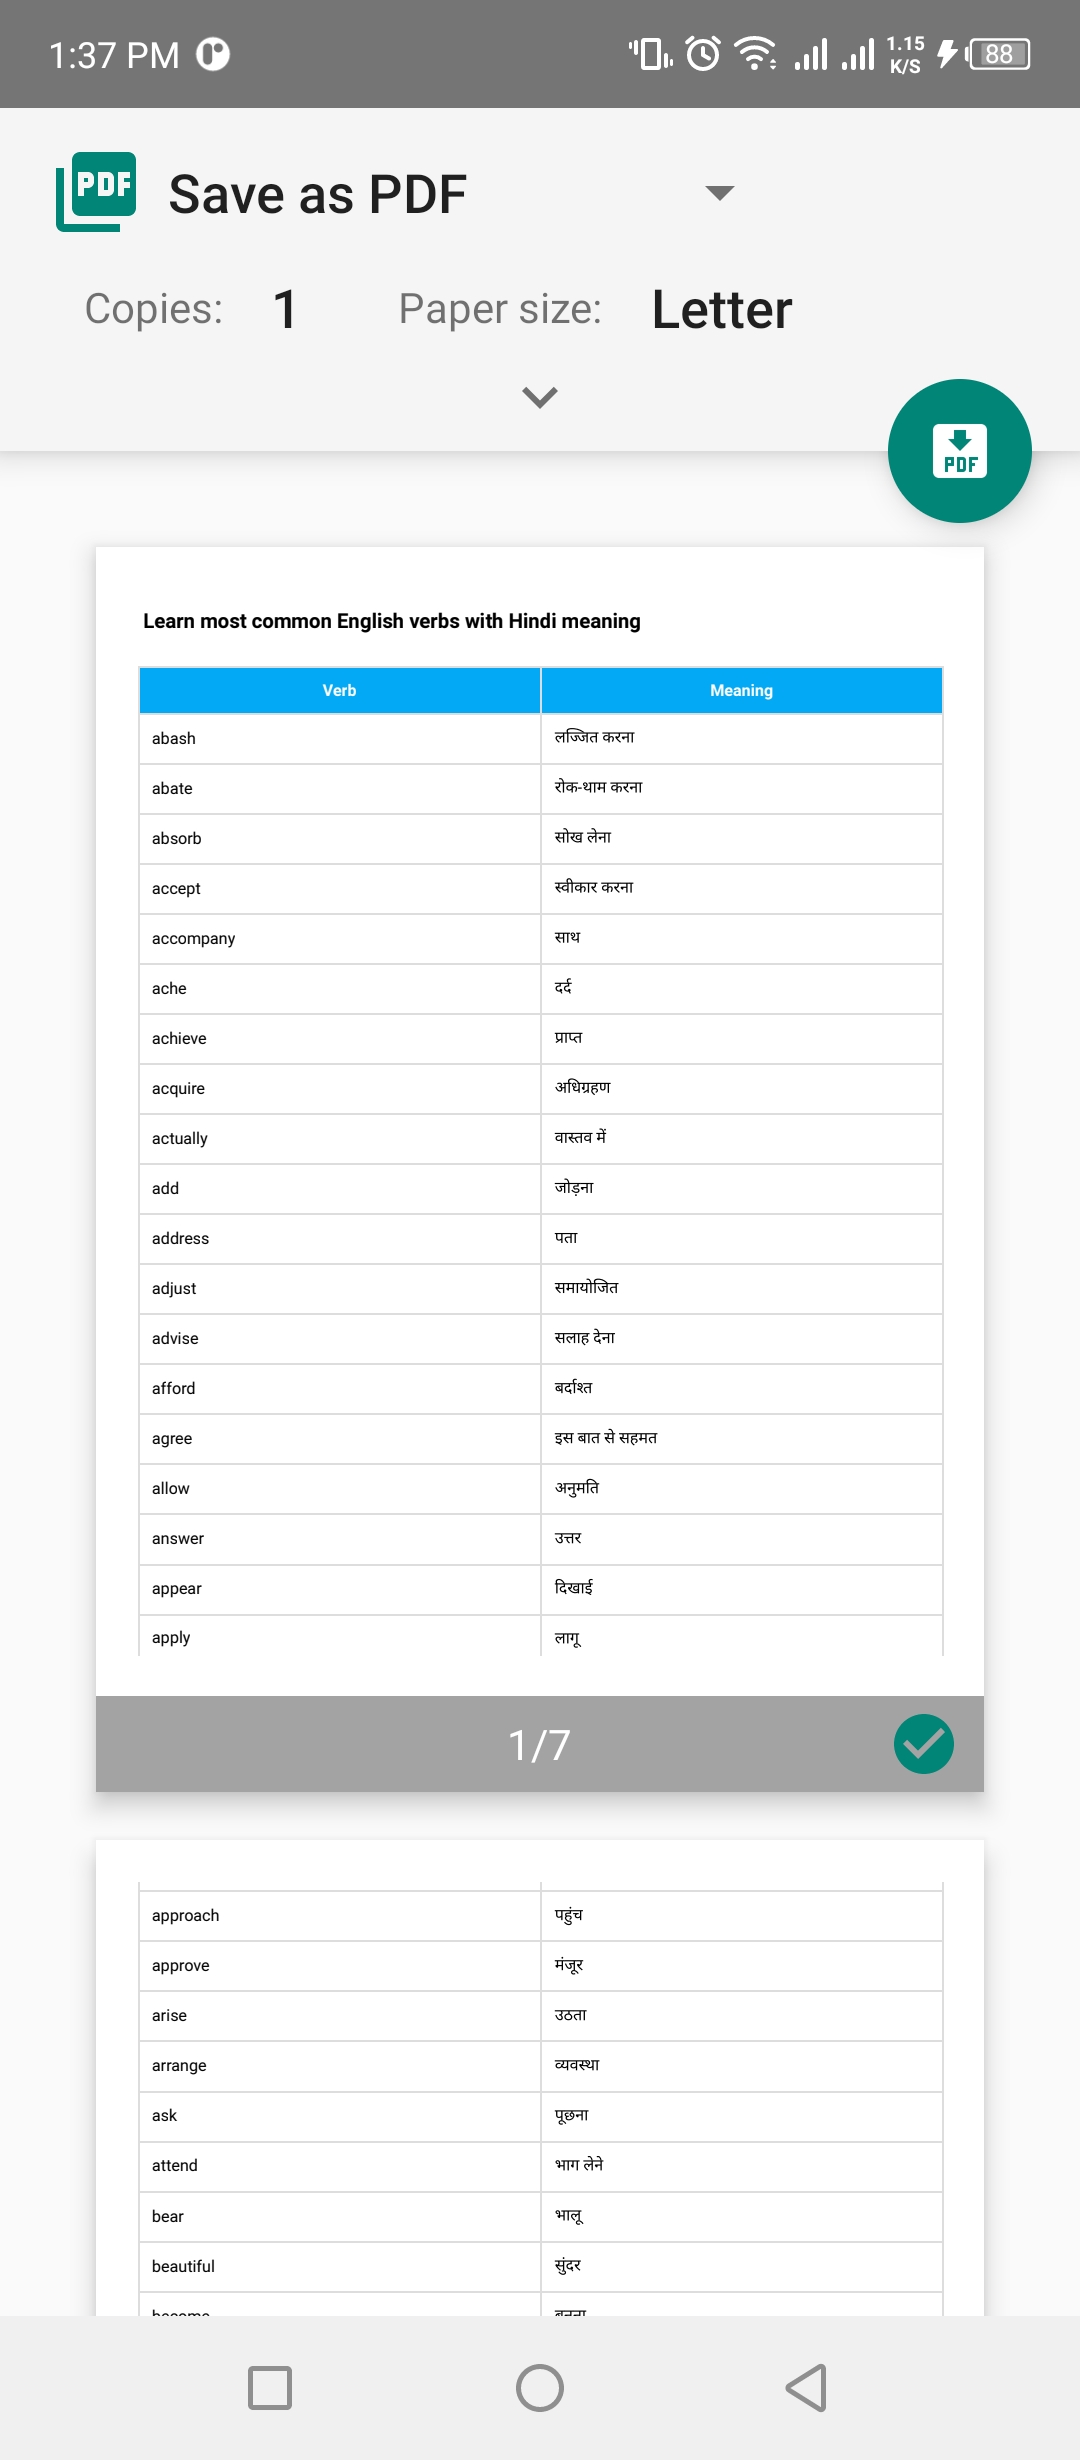 1:37 PM
1.15 K/S
88
PDF
Save as PDF
Copies: 1 Paper size: Letter
PDF
Learn most common English verbs with Hindi meaning
Verb Meaning
abash लज्जित करना
abate रोक-थाम करना
absorb सोख लेना
accept स्वीकार करना
accompany साथ
ache दर्द
achieve प्राप्त
acquire अधिग्रहण
actually वास्तव में
add जोड़ना
address पता
adjust समायोजित
advise सलाह देना
afford बर्दाश्त
agree इस बात से सहमत
allow अनुमति
answer उत्तर
appear दिखाई
apply लागू
1/7
approach पहुंच
approve मंजूर
arise उठता
arrange व्यवस्था
ask पूछना
attend भाग लेने
bear भालू
beautiful सुंदर
become बनना